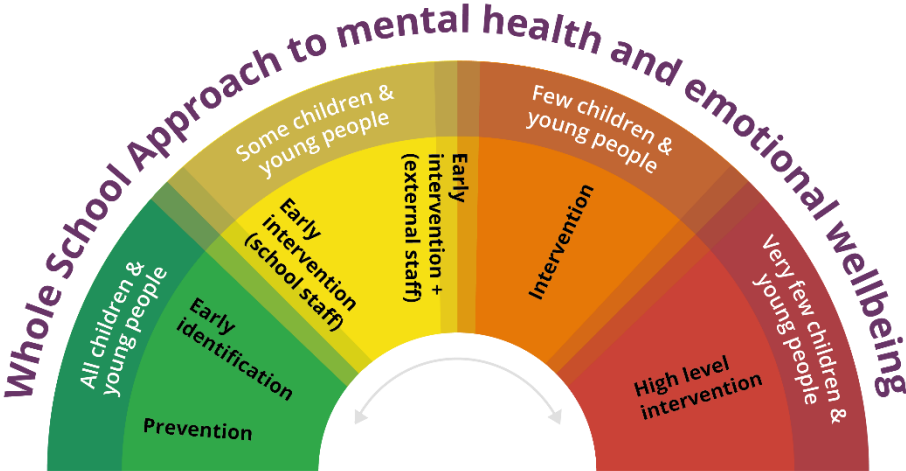 Whole School Approach to mental health and emotional wellbeing
All children &
young people
Some children &
young people
Few children &
young people
Very few children &
young people
Prevention
Early
identification
Early
intervention
(school staff)
Early
intervention +
(external staff)
Intervention
High level
intervention